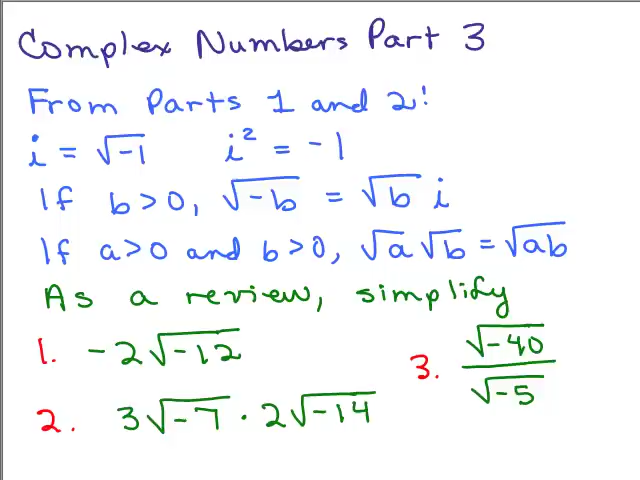 Complex Numbers Part 3
From Parts 1 and 2!
i = √-1    i² = -1
If b > 0, √-b = √b i
If a > 0 and b > 0, √a √b = √ab
As a review, simplify
1. -2√-12
2. 3√-7 · 2√-14
3. √-40 / √-5